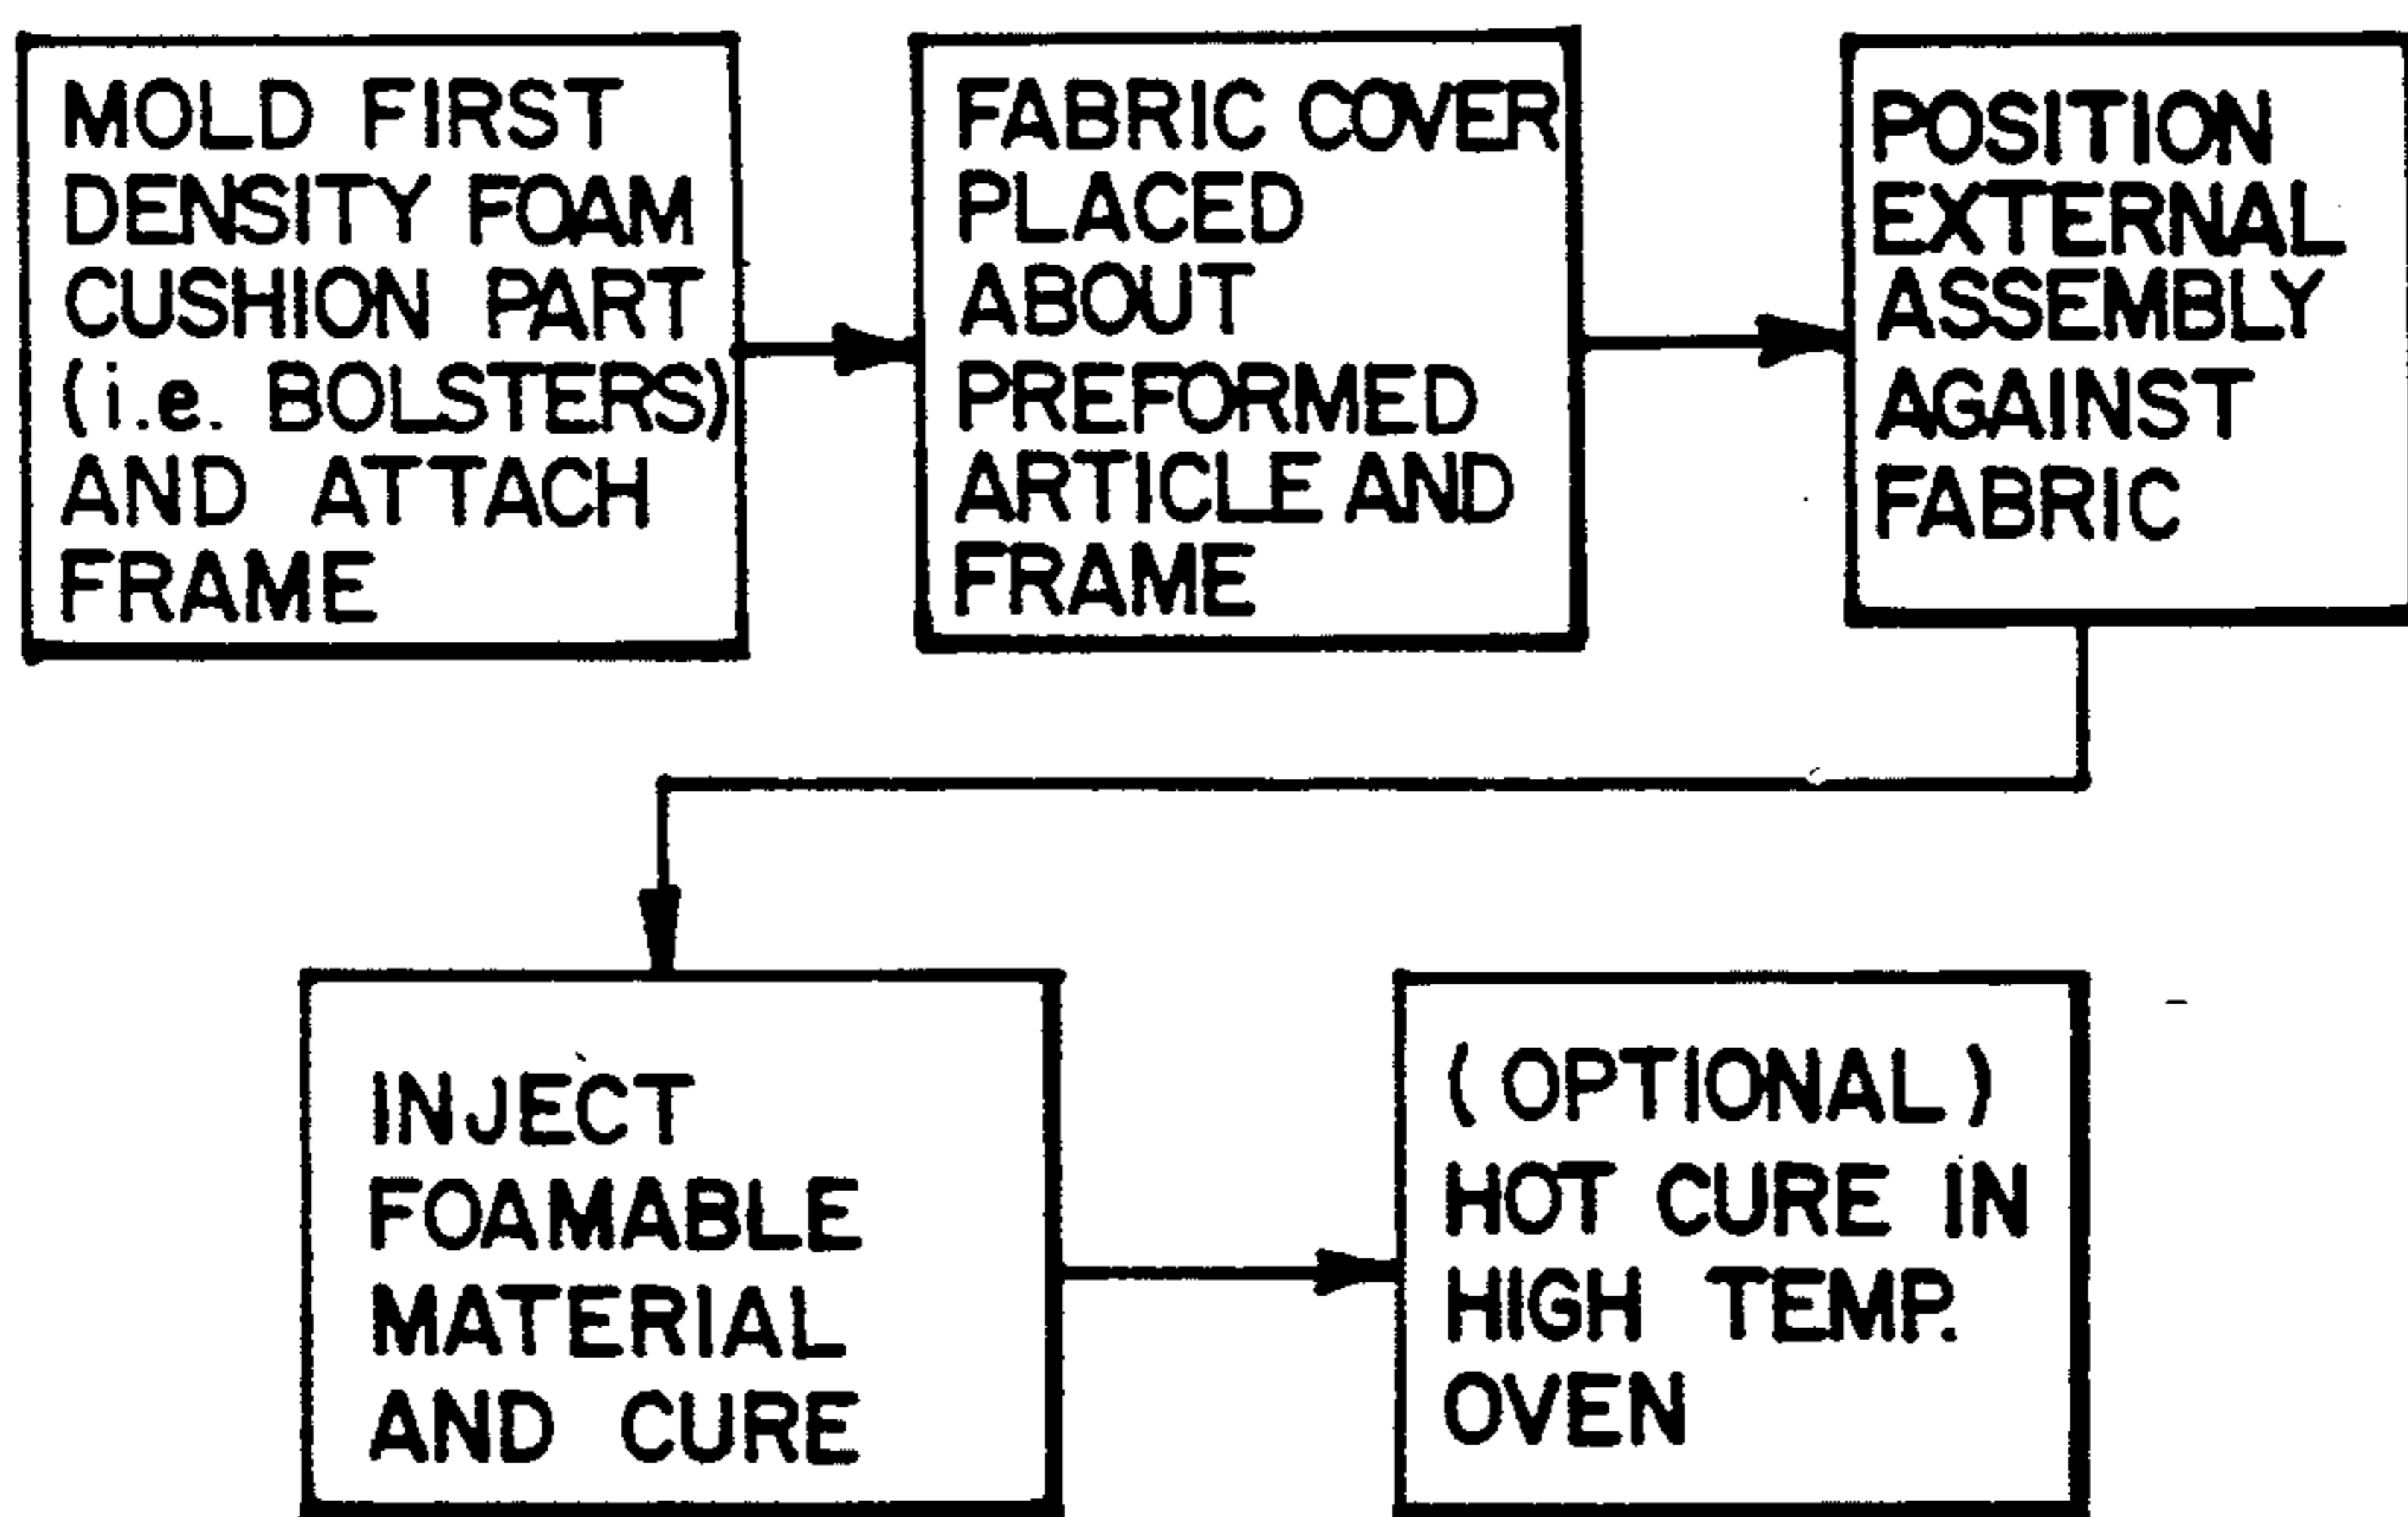 MOLD FIRST
DENSITY FOAM
CUSHION PART
(i.e. BOLSTERS)
AND ATTACH
FRAME
FABRIC COVER
PLACED
ABOUT
PREFORMED
ARTICLE AND
FRAME
POSITION
EXTERNAL
ASSEMBLY
AGAINST
FABRIC
INJECT
FOAMABLE
MATERIAL
AND CURE
(OPTIONAL)
HOT CURE IN
HIGH TEMP.
OVEN